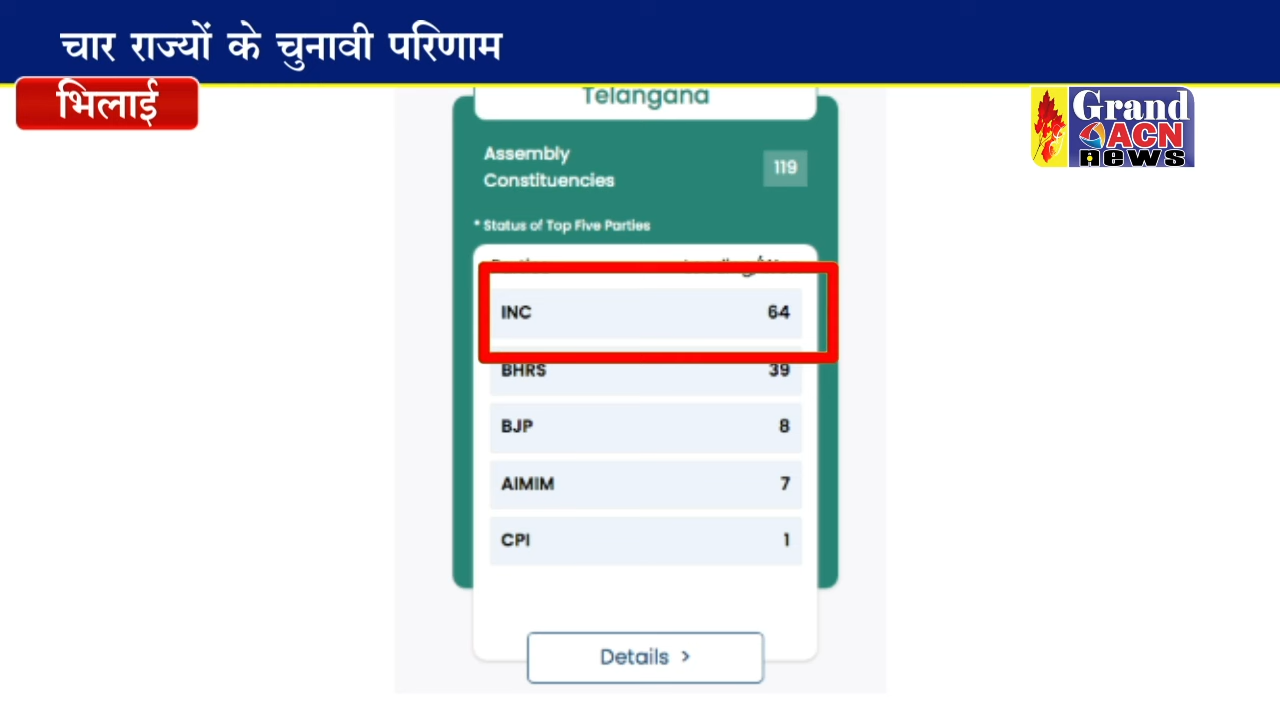 चार राज्यों के चुनावी परिणाम
भिलाई
Grand
ACN
news
Telangana
Assembly
Constituencies
119
* Status of Top Five Parties
INC 64
BHRS 39
BJP 8
AIMIM 7
CPI 1
Details >